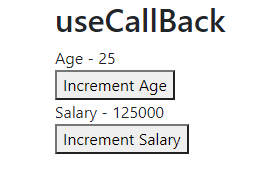 useCallBack
Age - 25
Increment Age
Salary - 125000
Increment Salary